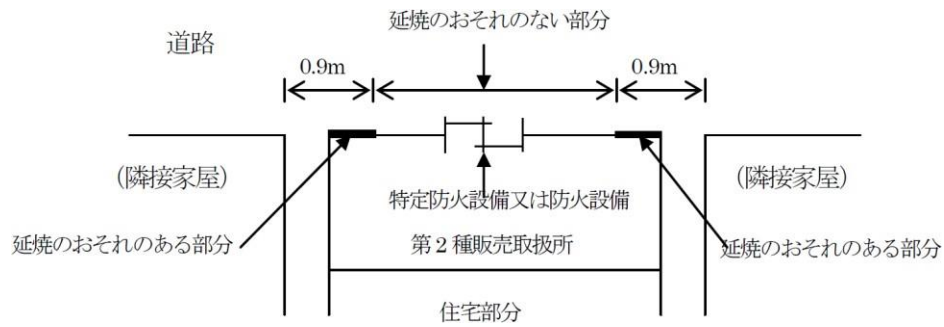 延焼のおそれのない部分
道路
0.9m
0.9m
（隣接家屋）
（隣接家屋）
特定防火設備又は防火設備
延焼のおそれのある部分
第２種販売取扱所
延焼のおそれのある部分
住宅部分